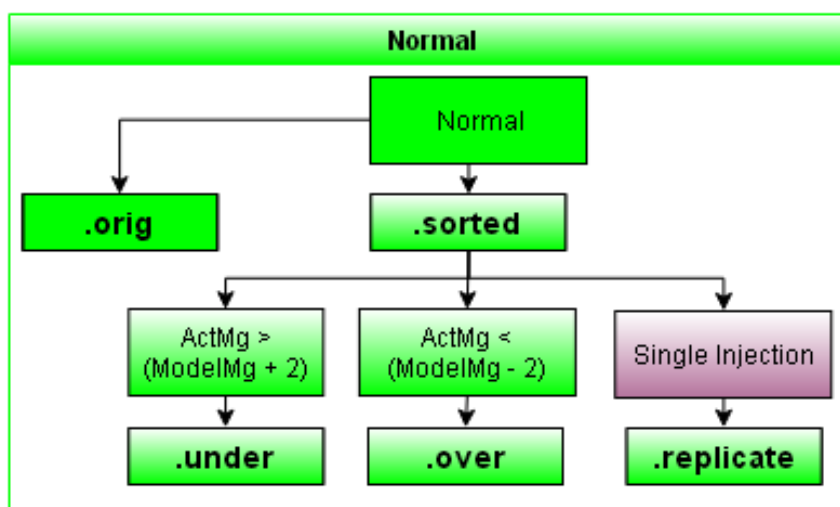 Normal
Normal
.orig
.sorted
ActMg >
(ModelMg + 2)
ActMg <
(ModelMg - 2)
Single Injection
.under
.over
.replicate